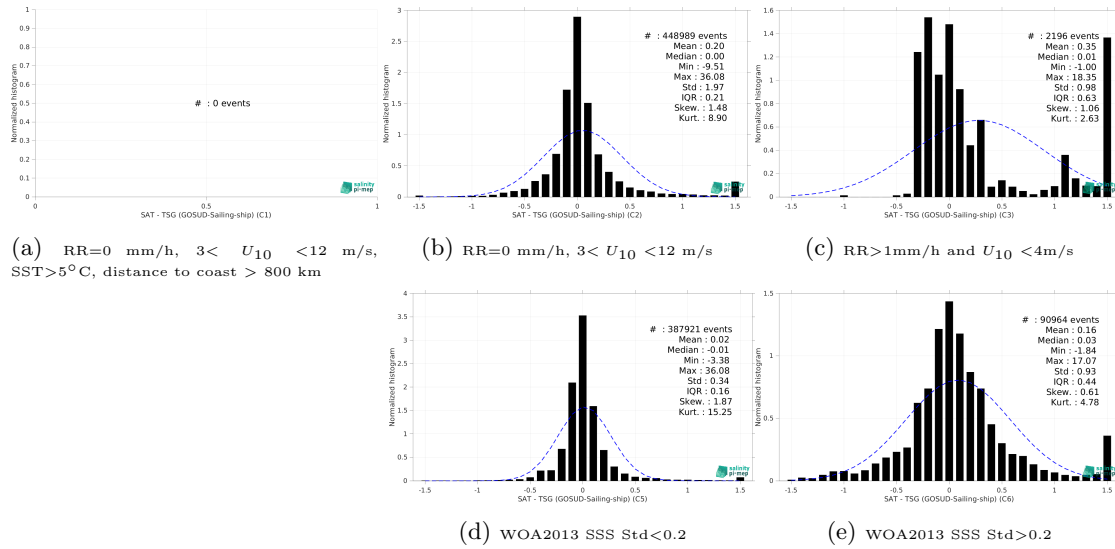 Normalized histogram
1
0.9
0.8
0.7
0.6
0.5
0.4
0.3
0.2
0.1
0
# : 0 events
salinity
pi-mep
0 0.5 1
SAT - TSG (GOSUD-Sailing-ship) (C1)
(a) RR=0 mm/h, 3< U10 <12 m/s,
SST>5°C, distance to coast > 800 km
Normalized histogram
3
2.5
2
1.5
1
0.5
0
# : 448989 events
Mean : 0.20
Median : 0.00
Min : -9.51
Max : 36.08
Std : 1.97
IQR : 0.21
Skew. : 1.48
Kurt. : 8.90
salinity
pi-mep
-1.5 -1 -0.5 0 0.5 1 1.5
SAT - TSG (GOSUD-Sailing-ship) (C2)
(b) RR=0 mm/h, 3< U10 <12 m/s
Normalized histogram
1.6
1.4
1.2
1
0.8
0.6
0.4
0.2
0
# : 2196 events
Mean : 0.35
Median : 0.01
Min : -1.00
Max : 18.35
Std : 0.98
IQR : 0.63
Skew. : 1.06
Kurt. : 2.63
salinity
pi-mep
-1.5 -1 -0.5 0 0.5 1 1.5
SAT - TSG (GOSUD-Sailing-ship) (C3)
(c) RR>1mm/h and U10 <4m/s
Normalized histogram
4
3.5
3
2.5
2
1.5
1
0.5
0
# : 387921 events
Mean : 0.02
Median : -0.01
Min : -3.38
Max : 36.08
Std : 0.34
IQR : 0.16
Skew. : 1.87
Kurt. : 15.25
salinity
pi-mep
-1.5 -1 -0.5 0 0.5 1 1.5
SAT - TSG (GOSUD-Sailing-ship) (C5)
(d) WOA2013 SSS Std<0.2
Normalized histogram
1.5
1
0.5
0
# : 90964 events
Mean : 0.16
Median : 0.03
Min : -1.84
Max : 17.07
Std : 0.93
IQR : 0.44
Skew. : 0.61
Kurt. : 4.78
salinity
pi-mep
-1.5 -1 -0.5 0 0.5 1 1.5
SAT - TSG (GOSUD-Sailing-ship) (C6)
(e) WOA2013 SSS Std>0.2